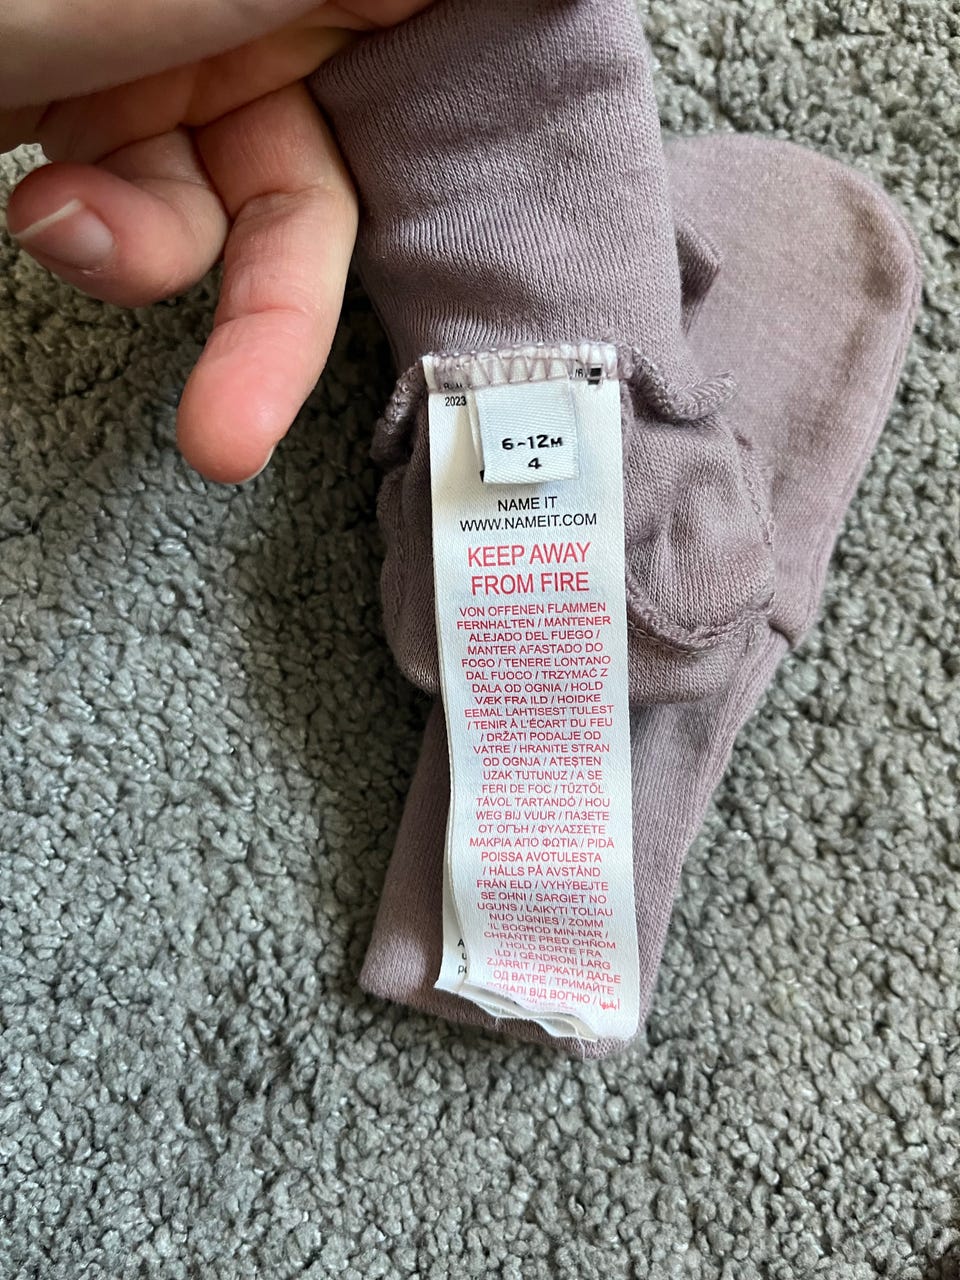 2023
6-12M
4
NAME IT
WWW.NAMEIT.COM
KEEP AWAY
FROM FIRE
VON OFFENEN FLAMMEN
FERNHALTEN / MANTENER
ALEJADO DEL FUEGO /
MANTER AFASTADO DO
FOGO / TENERE LONTANO
DAL FUOCO / TRZYMAĆ Z
DALA OD OGNIA / HOLD
VÆK FRA ILD / HOIDKE
EEMAL LAHTISEST TULEST
/ TENIR À L'ÉCART DU FEU
/ DRŽATI PODALJE OD
VATRE / HRANITE STRAN
OD OGNJA / ATEŞTEN
UZAK TUTUNUZ / A SE
FERI DE FOC / TŰZTŐL
TÁVOL TARTANDÓ / HOU
WEG BIJ VUUR / ПАЗЕТЕ
ОТ ОГЪН / ΦΥΛΑΣΣΕΤΕ
ΜΑΚΡΙΑ ΑΠΟ ΦΩΤΙΑ / PIDÄ
POISSA AVOTULESTA
/ HÅLLS PÅ AVSTÅND
FRÅN ELD / VYHÝBEJTE
SE OHNI / SARGIET NO
UGUNS / LAIKYTI TOLIAU
NUO UGNIES / ŻOMM
'IL BOGĦOD MIN-NAR /
CHRÁŇTE PRED OHŇOM
/ HOLD BORTE FRA
ILD / QËNDRONI LARG
ZJARRIT / ДРЖАТИ ДАЉЕ
ОД ВАТРЕ / ТРИМАЙТЕ
ПОДАЛІ ВІД ВОГНЮ /